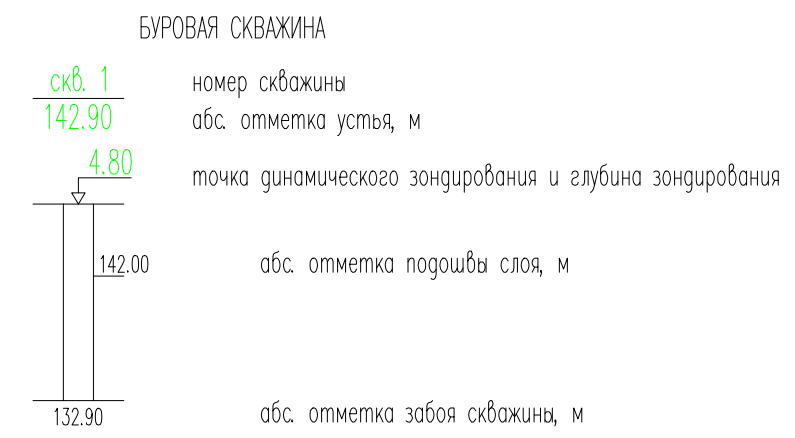 БУРОВАЯ СКВАЖИНА
скв. 1 номер скважины
142.90 абс. отметка устья, м
4.80
точка динамического зондирования и глубина зондирования
142.00 абс. отметка подошвы слоя, м
132.90 абс. отметка забоя скважины, м